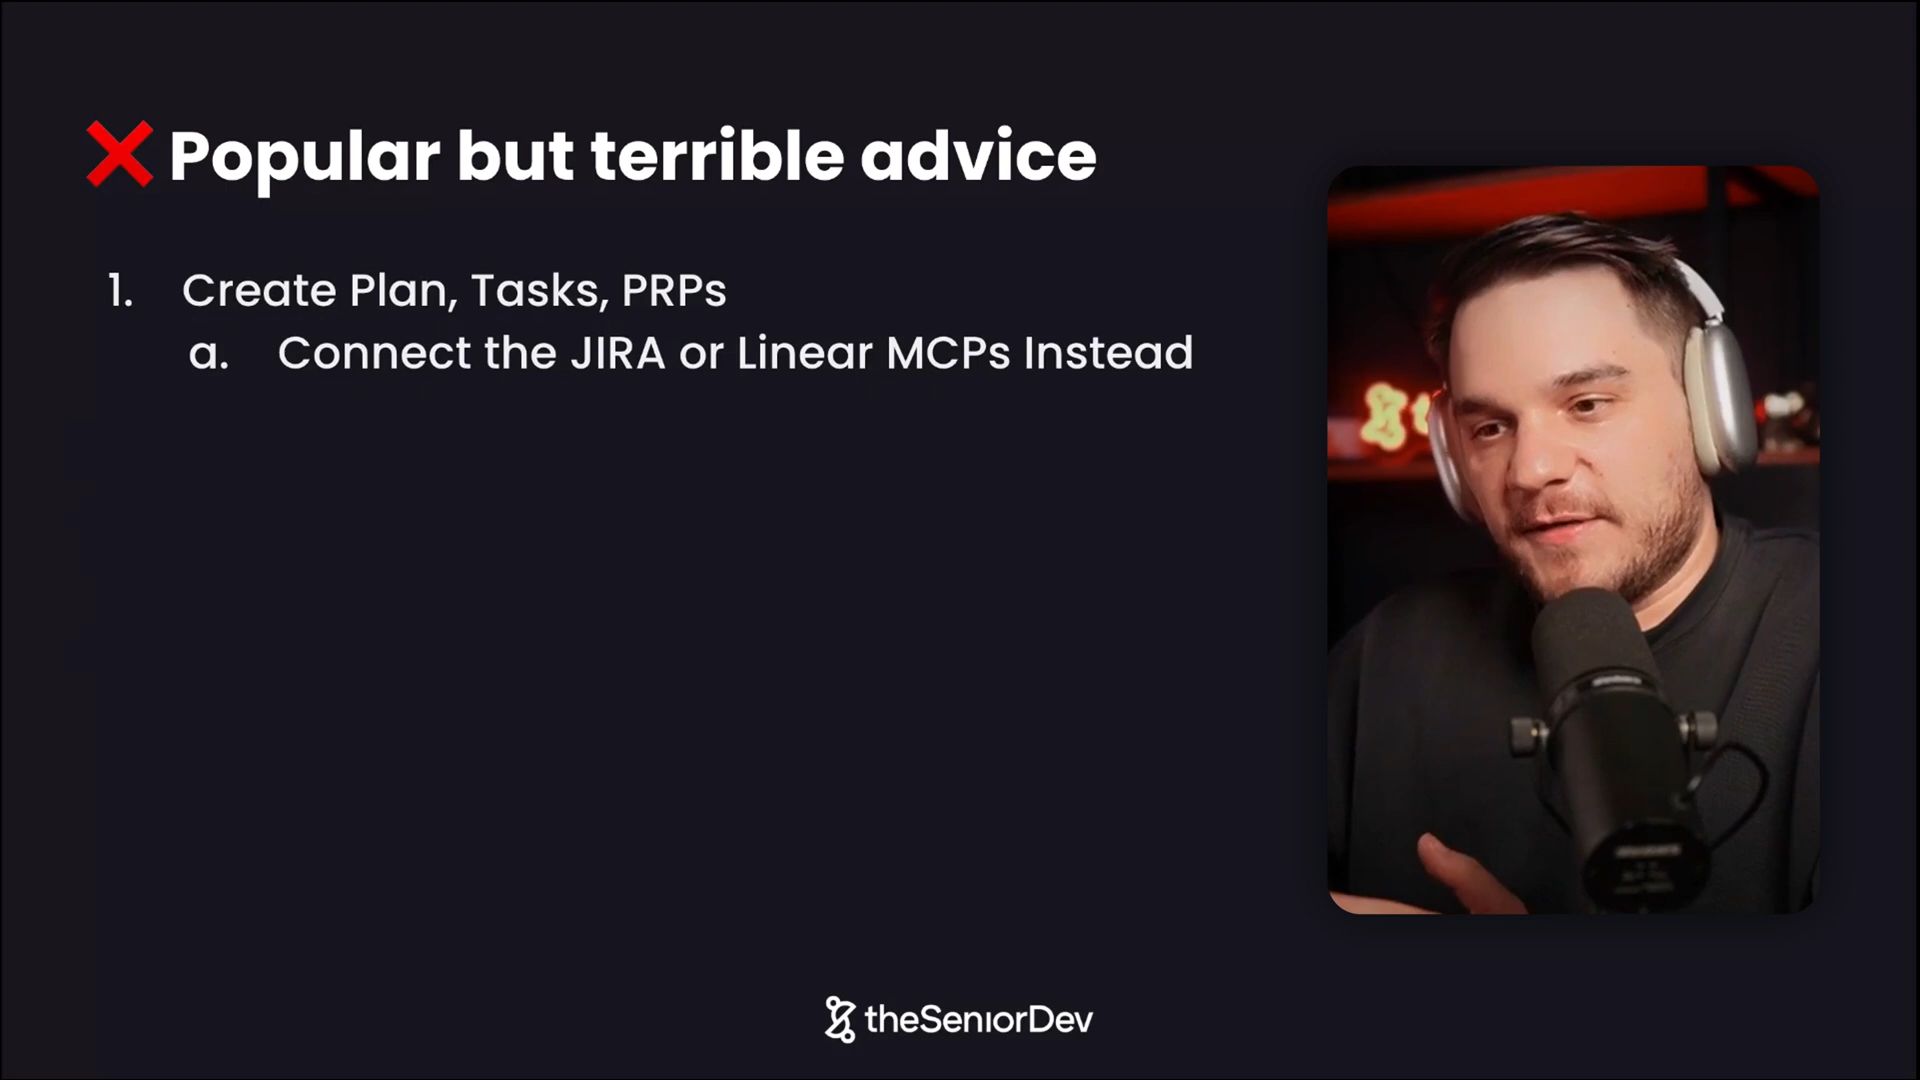 ❌ Popular but terrible advice
1. Create Plan, Tasks, PRPs
a. Connect the JIRA or Linear MCPs Instead
theSeniorDev